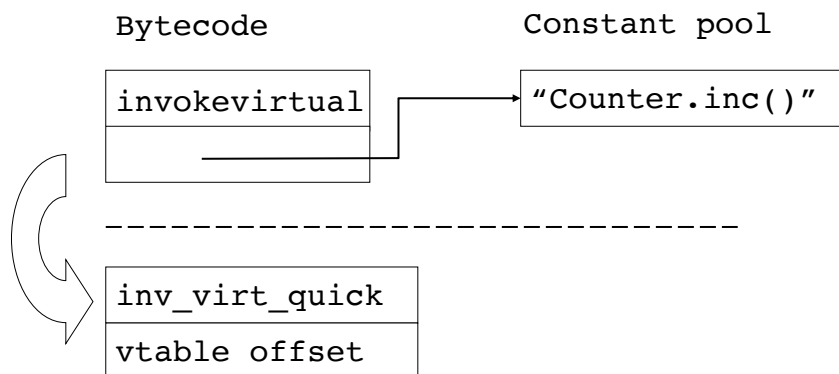 Bytecode
Constant pool
invokevirtual
“Counter.inc()”
inv_virt_quick
vtable offset